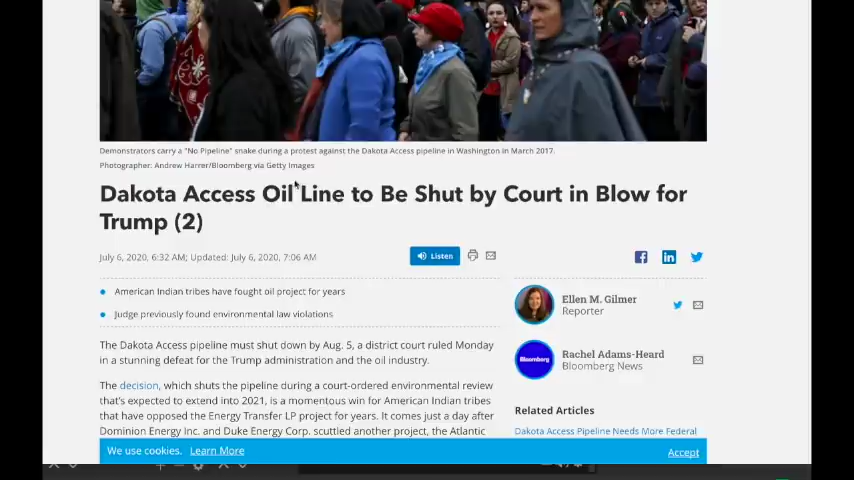 Demonstrators carry a "No Pipeline" snake during a protest against the Dakota Access pipeline in Washington in March 2017.
Photographer: Andrew Harrer/Bloomberg via Getty Images
Dakota Access Oil Line to Be Shut by Court in Blow for
Trump (2)
July 6, 2020, 6:32 AM; Updated: July 6, 2020, 7:06 AM
Listen
American Indian tribes have fought oil project for years
Judge previously found environmental law violations
Ellen M. Gilmer
Reporter
Bloomberg
Rachel Adams-Heard
Bloomberg News
The Dakota Access pipeline must shut down by Aug. 5, a district court ruled Monday
in a stunning defeat for the Trump administration and the oil industry.
The decision, which shuts the pipeline during a court-ordered environmental review
that's expected to extend into 2021, is a momentous win for American Indian tribes
that have opposed the Energy Transfer LP project for years. It comes just a day after
Dominion Energy Inc. and Duke Energy Corp. scuttled another project, the Atlantic
Related Articles
Dakota Access Pipeline Needs More Federal
We use cookies. Learn More
Accept